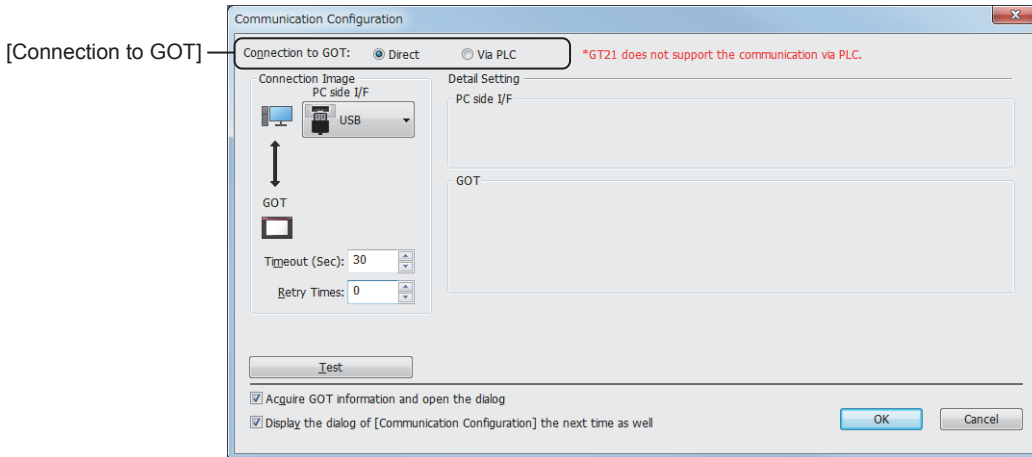 Communication Configuration
[Connection to GOT]
Connection to GOT: Direct Via PLC *GT21 does not support the communication via PLC.
Connection Image Detail Setting
PC side I/F PC side I/F
USB
GOT GOT
Timeout (Sec): 30
Retry Times: 0
Test
Acquire GOT information and open the dialog
Display the dialog of [Communication Configuration] the next time as well
OK Cancel